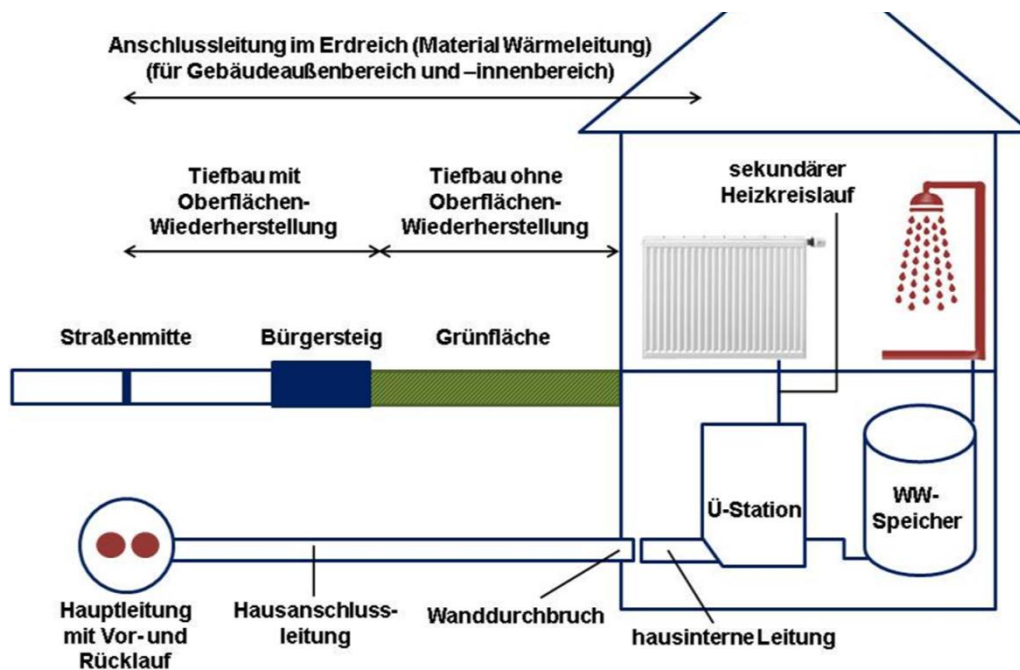 Anschlussleitung im Erdreich (Material Wärmeleitung)
(für Gebäudeaußenbereich und –innenbereich)
Tiefbau mit
Oberflächen-
Wiederherstellung
Tiefbau ohne
Oberflächen-
Wiederherstellung
sekundärer
Heizkreislauf
Straßenmitte
Bürgersteig
Grünfläche
Ü-Station
WW-
Speicher
Hauptleitung
mit Vor- und
Rücklauf
Hausanschluss-
leitung
Wanddurchbruch
hausinterne Leitung